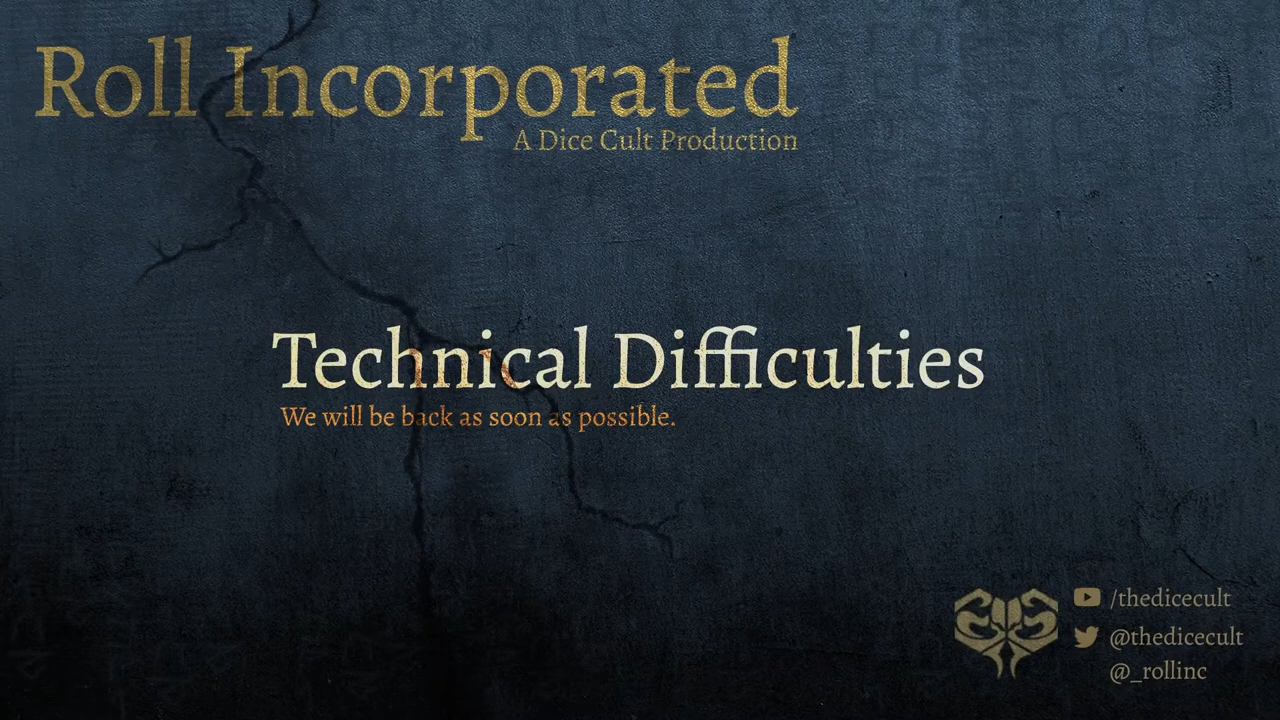 Roll Incorporated
A Dice Cult Production
Technical Difficulties
We will be back as soon as possible.
/thedicecult
@thedicecult
@_rollinc